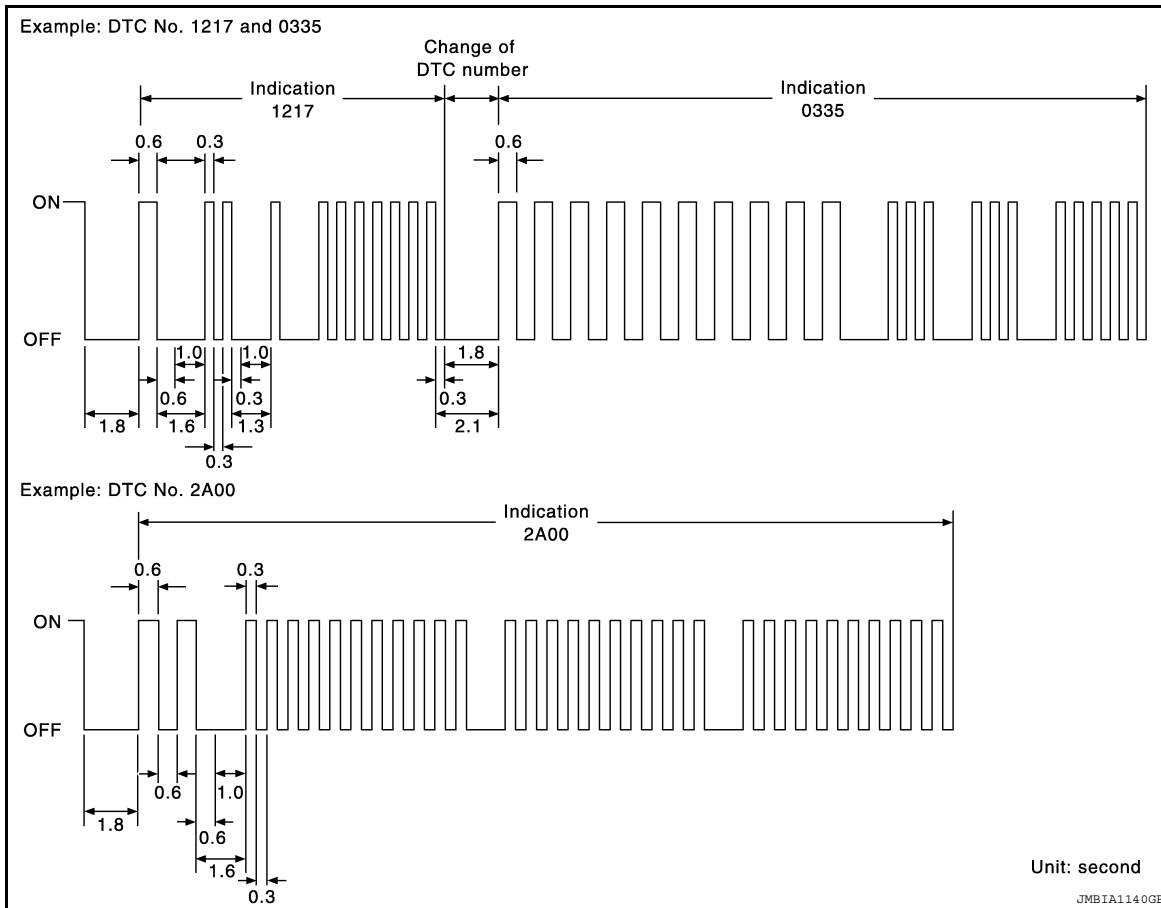 Example: DTC No. 1217 and 0335
Change of
DTC number
Indication
1217
Indication
0335
0.6
0.3
0.6
ON
OFF
1.0
1.0
1.8
0.6
0.3
0.3
1.8
1.6
1.3
2.1
0.3
Example: DTC No. 2A00
Indication
2A00
0.6
0.3
ON
OFF
0.6
1.0
1.8
0.6
1.6
0.3
Unit: second
JMBIA1140GB